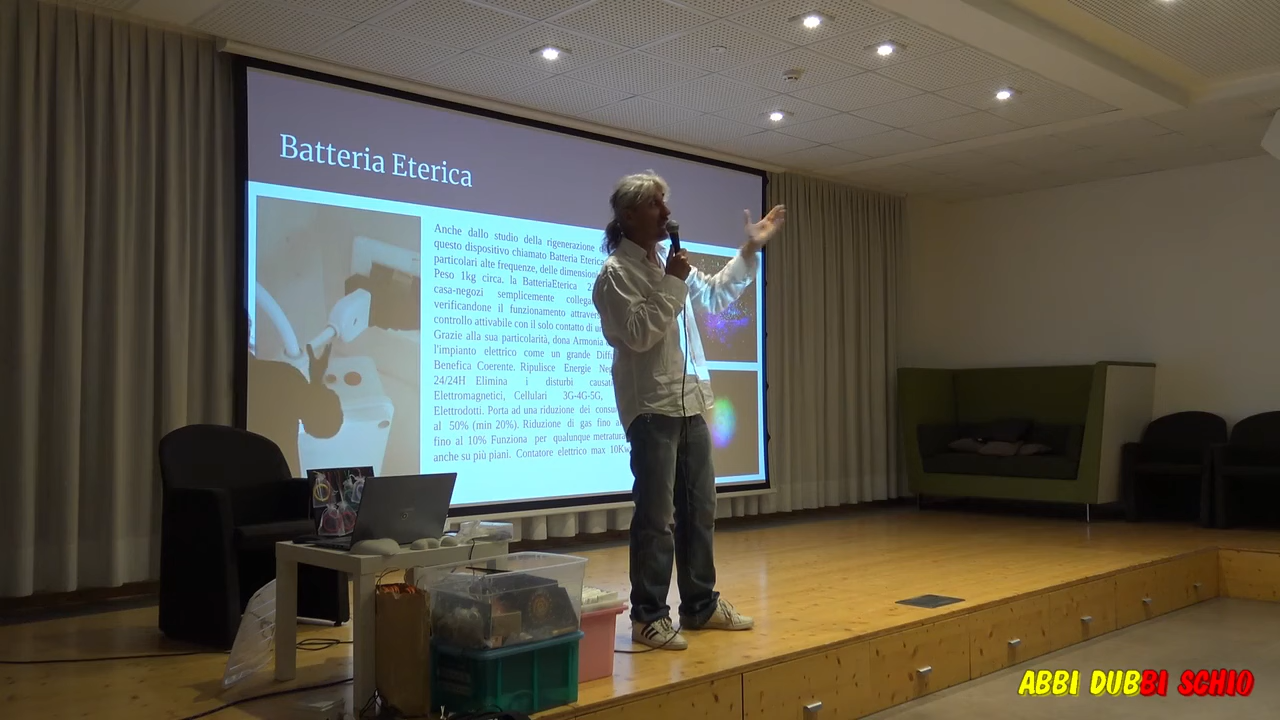 Batteria Eterica
Anche dallo studio della rigenerazione
questo dispositivo chiamato Batteria Eterica
particolari alte frequenze, delle dimensioni
Peso 1kg circa. la BatteriaEterica
casa-negozi semplicemente
verificandone il funzionamento
controllo attivabile con il solo contatto di
Grazie alla sua particolarità, dona Armonia
l'impianto elettrico come un grande
Benefica Coerente. Ripulisce Energie
24/24H Elimina i disturbi
Elettromagnetici, Cellulari 3G-4G-5G,
Elettrodotti. Porta ad una riduzione dei
al 50% (min 20%). Riduzione di gas fino
fino al 10% Funziona per qualunque metratura
anche su più piani. Contatore elettrico max 10Kw
ABBI DUBBI SCHIO